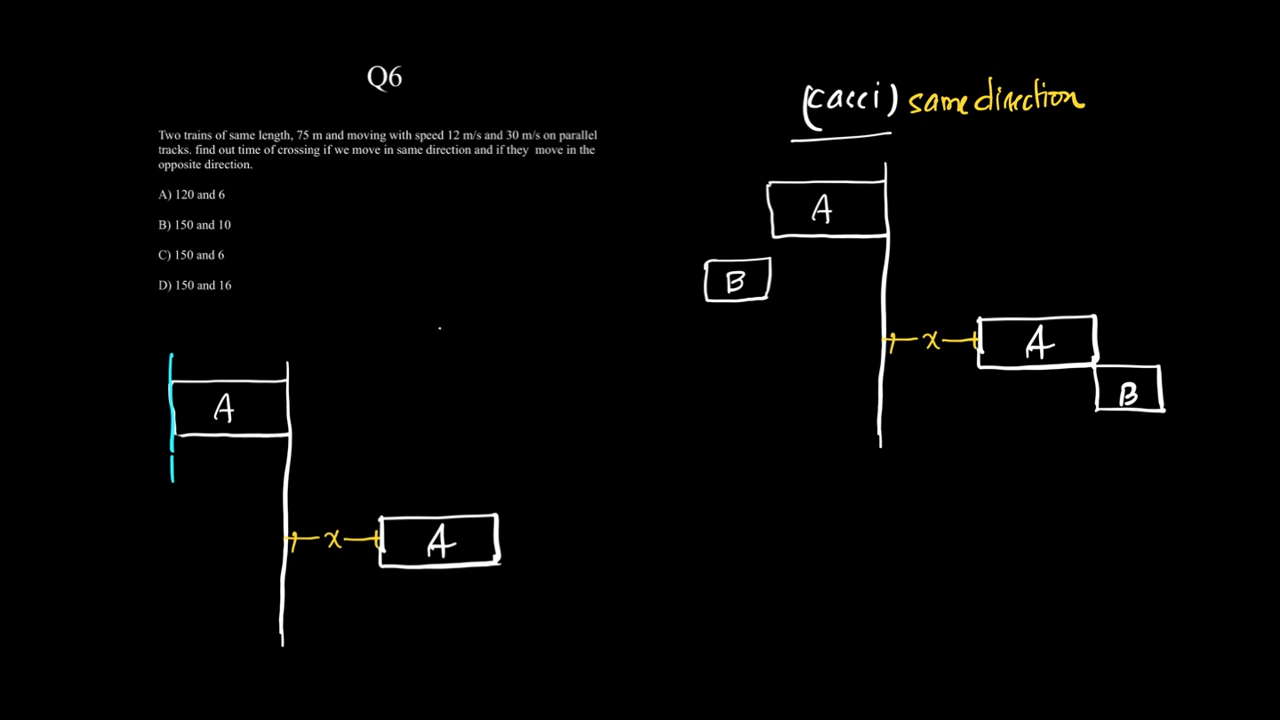 Q6
Two trains of same length, 75 m and moving with speed 12 m/s and 30 m/s on parallel
tracks. find out time of crossing if we move in same direction and if they move in the
opposite direction.
A) 120 and 6
B) 150 and 10
C) 150 and 6
D) 150 and 16
same direction
A
B
x
A
B
A
x
A